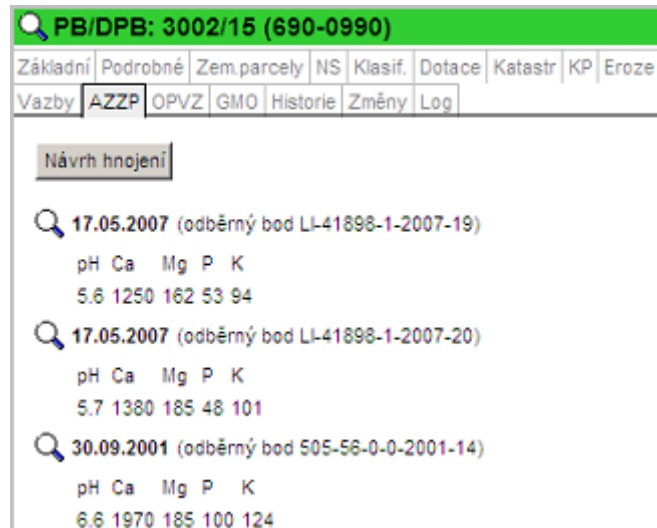 PB/DPB: 3002/15 (690-0990)
Základní Podrobné Zem.parcely NS Klasif. Dotace Katastr KP Eroze
Vazby AZZP OPVZ GMO Historie Změny Log
Návrh hnojení
17.05.2007 (odběrný bod LI-41898-1-2007-19)
pH Ca Mg P K
5.6 1250 162 53 94
17.05.2007 (odběrný bod LI-41898-1-2007-20)
pH Ca Mg P K
5.7 1380 185 48 101
30.09.2001 (odběrný bod 505-56-0-0-2001-14)
pH Ca Mg P K
6.6 1970 185 100 124